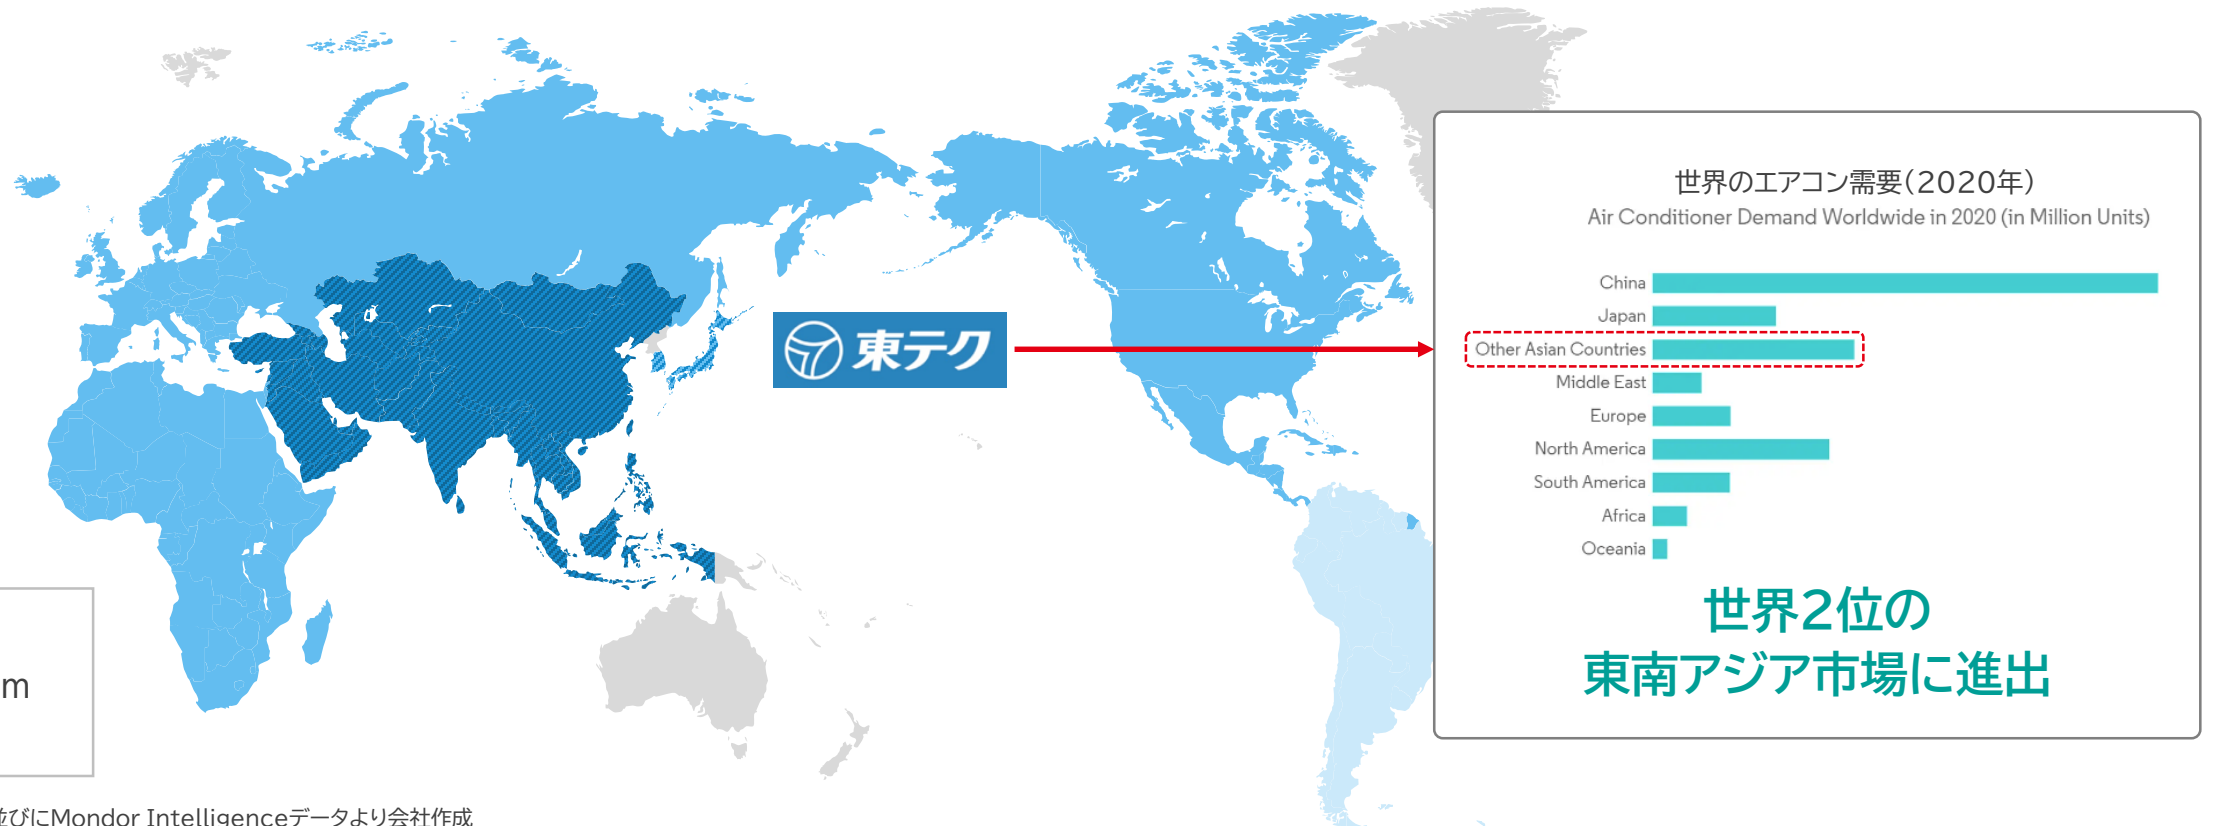 世界のエアコン需要(2020年)
Air Conditioner Demand Worldwide in 2020 (in Million Units)
China
Japan
Other Asian Countries
Middle East
Europe
North America
South America
Africa
Oceania
世界2位の
東南アジア市場に進出
東テク
m
並びにMondor Intelligenceデータより会社作成